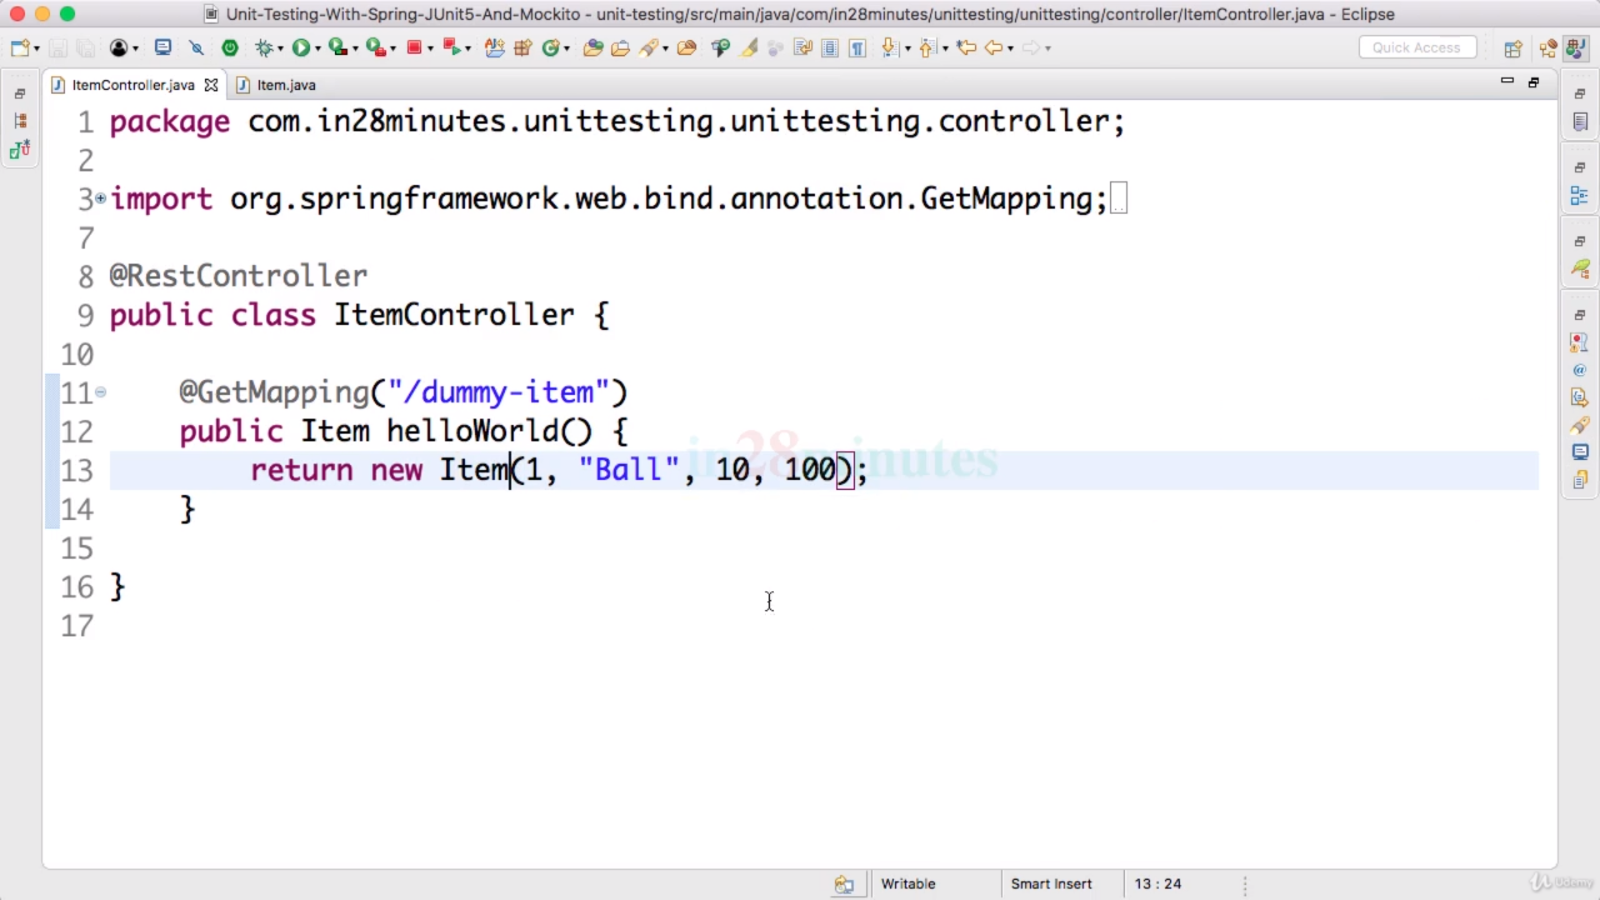 Unit-Testing-With-Spring-JUnit5-And-Mockito - unit-testing/src/main/java/com/in28minutes/unittesting/unittesting/controller/ItemController.java - Eclipse
Quick Access
ItemController.java
Item.java
1 package com.in28minutes.unittesting.unittesting.controller;
2
3 import org.springframework.web.bind.annotation.GetMapping;
7
8 @RestController
9 public class ItemController {
10
11 @GetMapping("/dummy-item")
12 public Item helloWorld() {
in28minutes
13 return new Item(1, "Ball", 10, 100);
14 }
15
16 }
17
Writable
Smart Insert
13 : 24
Udemy